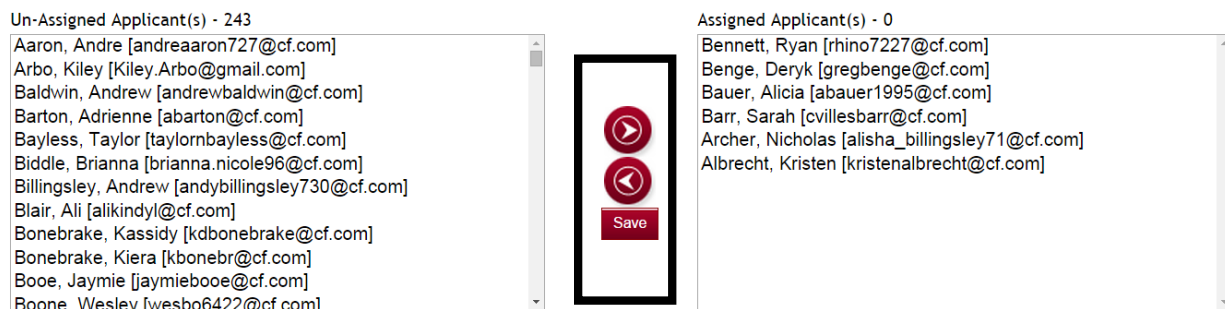 Un-Assigned Applicant(s) - 243
Aaron, Andre [andreaaron727@cf.com]
Arbo, Kiley [Kiley.Arbo@gmail.com]
Baldwin, Andrew [andrewbaldwin@cf.com]
Barton, Adrienne [abarton@cf.com]
Bayless, Taylor [taylornbayless@cf.com]
Biddle, Brianna [brianna.nicole96@cf.com]
Billingsley, Andrew [andybillingsley730@cf.com]
Blair, Ali [alikindyl@cf.com]
Bonebrake, Kassidy [kdbonebrake@cf.com]
Bonebrake, Kiera [kbonebr@cf.com]
Booe, Jaymie [jaymiebooe@cf.com]
Boone, Wesley [wesbo6422@cf.com]
Save
Assigned Applicant(s) - 0
Bennett, Ryan [rhino7227@cf.com]
Benge, Deryk [gregbenge@cf.com]
Bauer, Alicia [abauer1995@cf.com]
Barr, Sarah [cvillesbarr@cf.com]
Archer, Nicholas [alisha_billingsley71@cf.com]
Albrecht, Kristen [kristenalbrecht@cf.com]